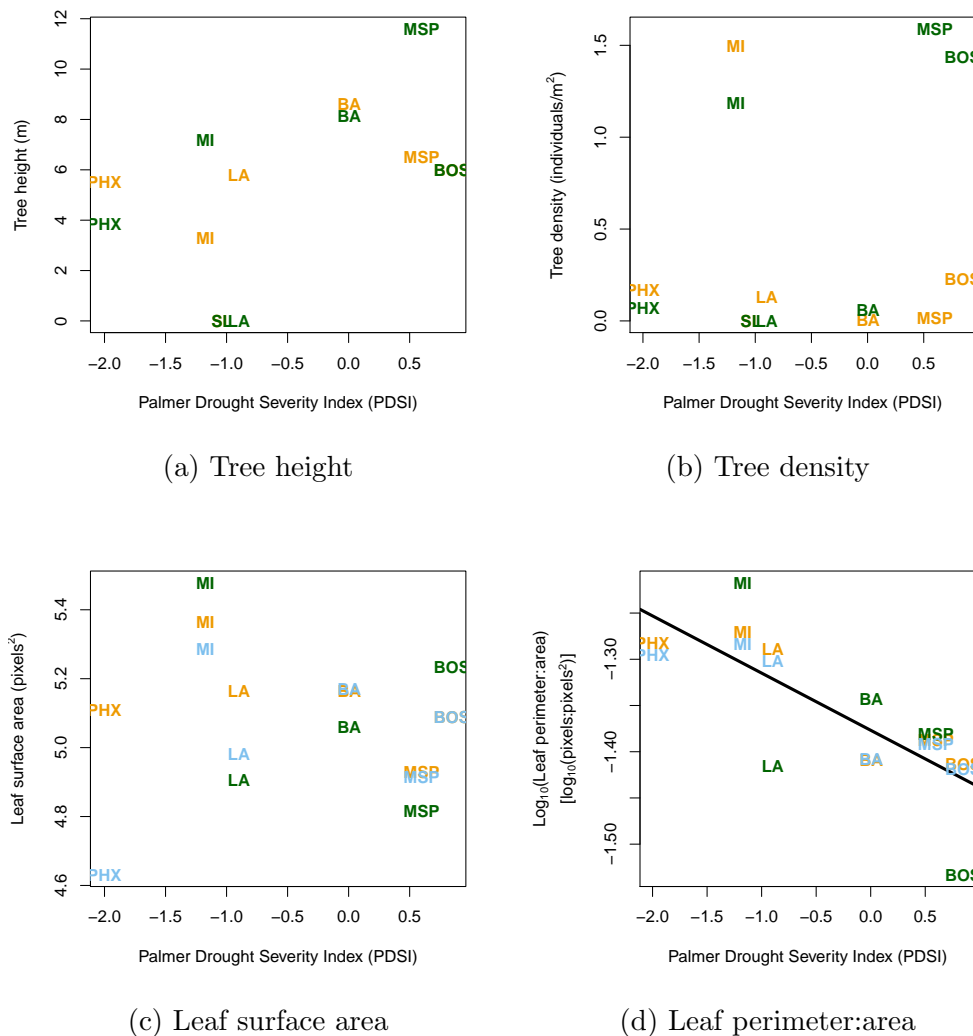 Tree height (m)
0 2 4 6 8 10 12
MSP
BA
BA
MI
MSP
BOS
LA
PHX
PHX
MI
SL LA
−2.0 −1.5 −1.0 −0.5 0.0 0.5
Palmer Drought Severity Index (PDSI)
(a) Tree height
Tree density (individuals/m²)
0.0 0.5 1.0 1.5
MSP
MI
BOS
MI
BOS
PHX
LA
PHX
BA
SL LA
BA
MSP
−2.0 −1.5 −1.0 −0.5 0.0 0.5
Palmer Drought Severity Index (PDSI)
(b) Tree density
Leaf surface area (pixels²)
4.6 4.8 5.0 5.2 5.4
MI
MI
MI
BOS
LA
BA
BA
PHX
BOS
BA
LA
MSP
MSP
LA
MSP
PHX
−2.0 −1.5 −1.0 −0.5 0.0 0.5
Palmer Drought Severity Index (PDSI)
(c) Leaf surface area
Log₁₀(Leaf perimeter:area)
[log₁₀(pixels:pixels²)]
−1.50 −1.40 −1.30
MI
MI
PHX
MI
LA
PHX
LA
BA
MSP
MSP
MSP
BA
BA
LA
BOS
BOS
BOS
−2.0 −1.5 −1.0 −0.5 0.0 0.5
Palmer Drought Severity Index (PDSI)
(d) Leaf perimeter:area